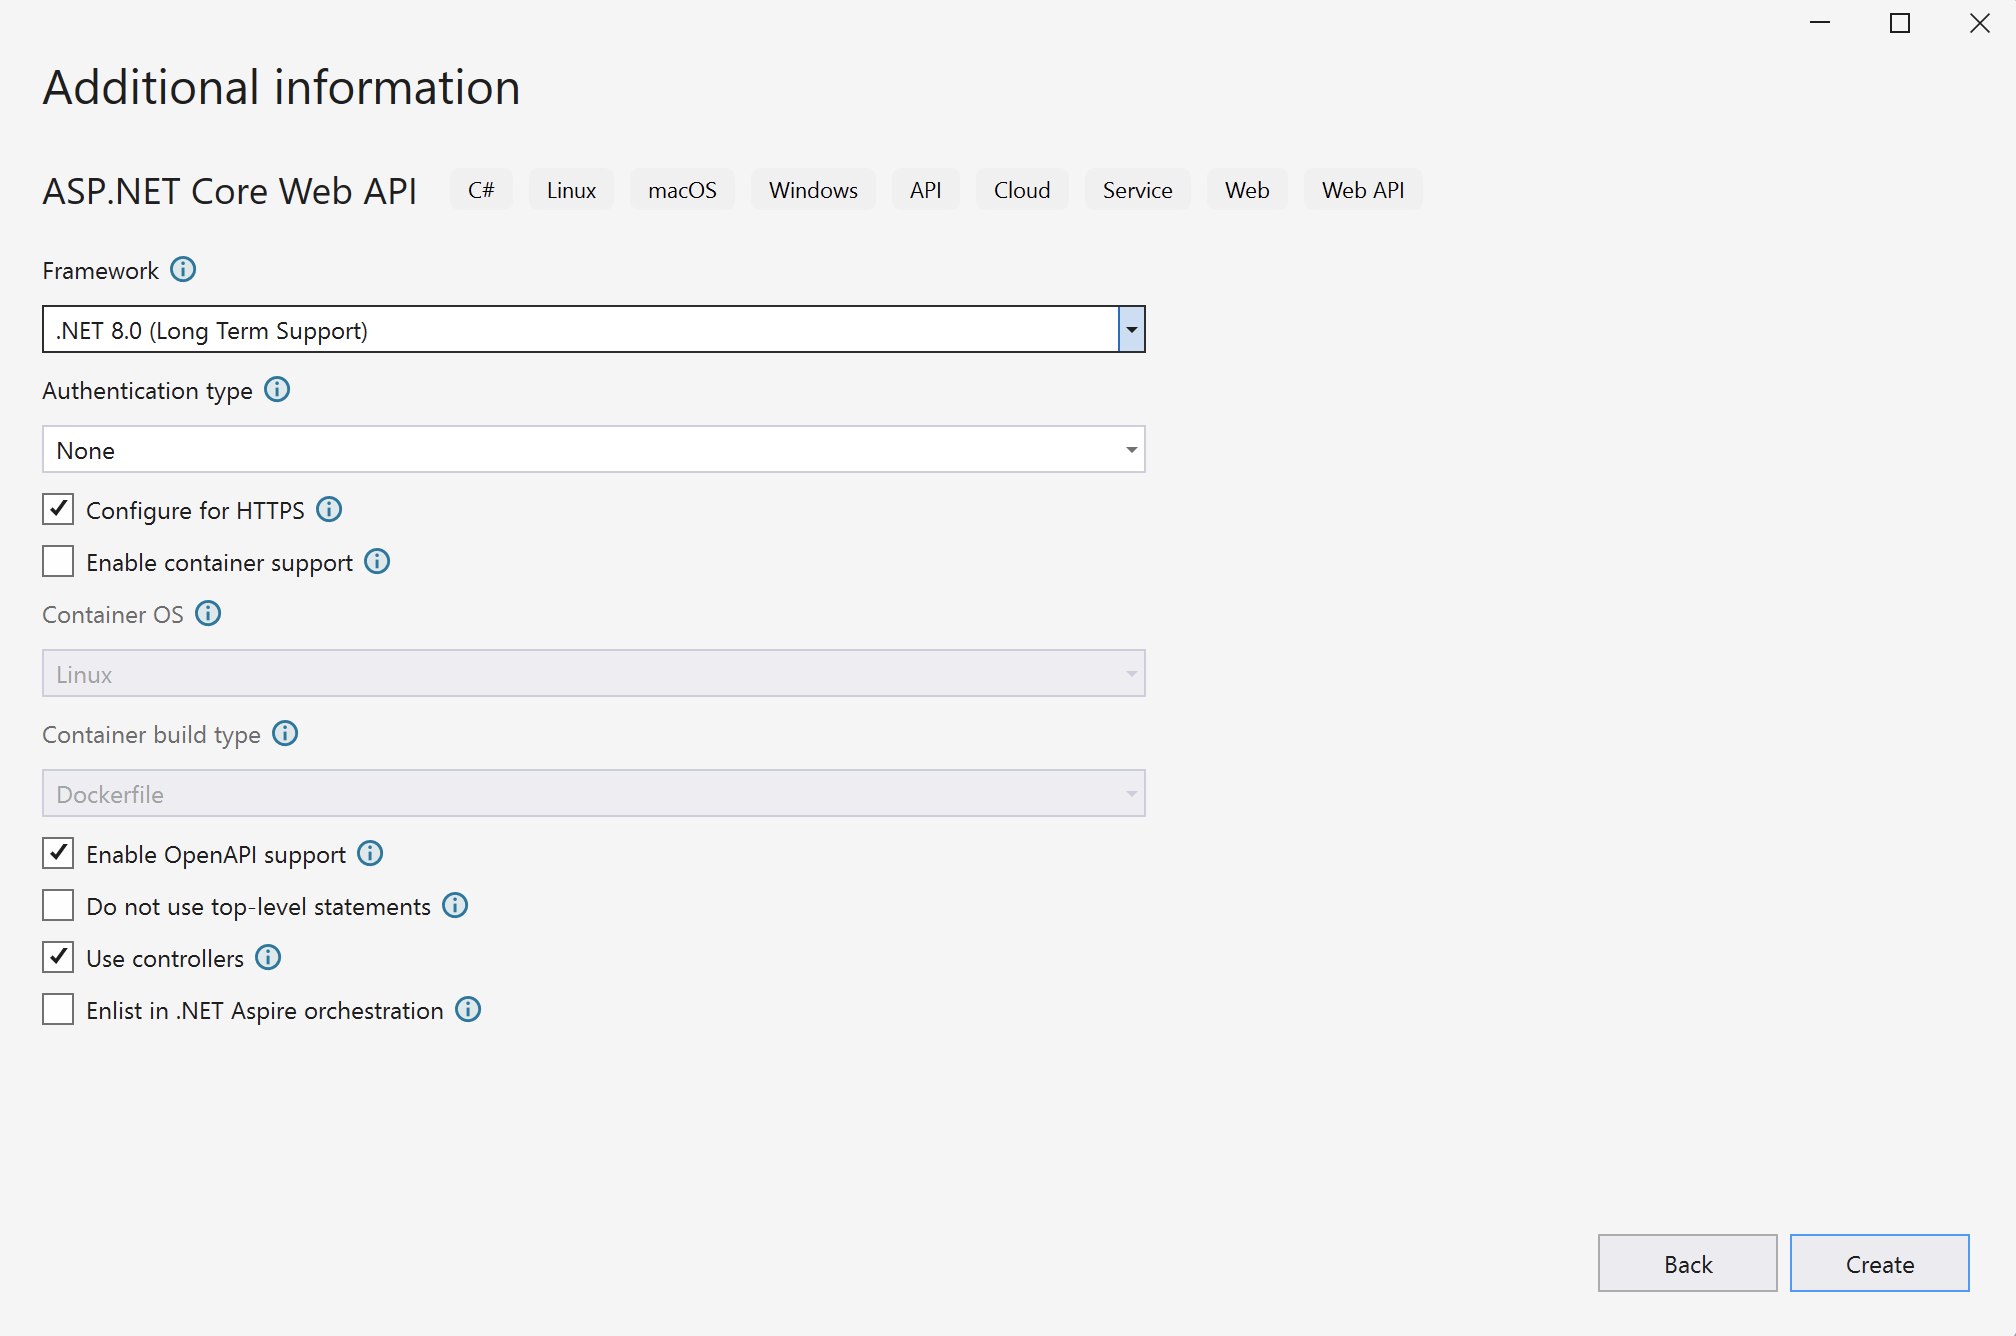 Additional information
ASP.NET Core Web API C# Linux macOS Windows API Cloud Service Web Web API
Framework
.NET 8.0 (Long Term Support)
Authentication type
None
Configure for HTTPS
Enable container support
Container OS
Linux
Container build type
Dockerfile
Enable OpenAPI support
Do not use top-level statements
Use controllers
Enlist in .NET Aspire orchestration
Back Create